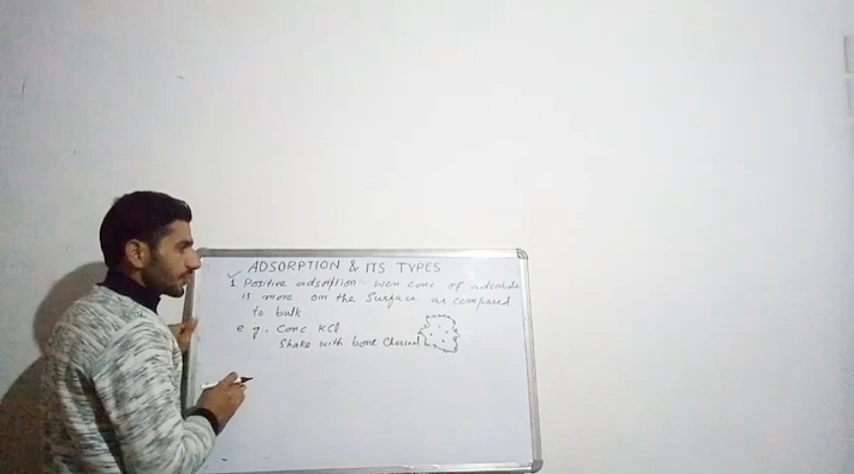 ADSORPTION & ITS TYPES
1 Positive adsorption - wen conc of adsorbate
is more on the Surface as compared
to bulk
e g.. Conc. KCl
Shake with bone Charcoal